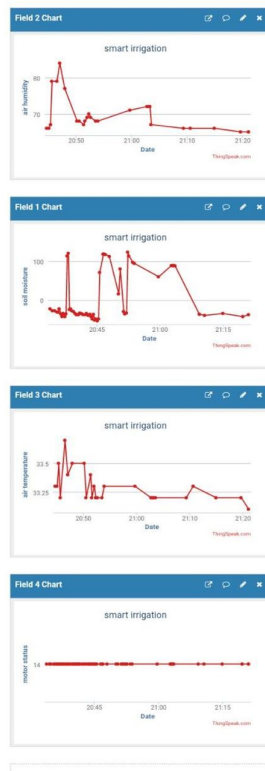 Field 2 Chart
smart irrigation
air humidity
80
70
20:50 21:00 21:10 21:20
Date
ThingSpeak.com
Field 1 Chart
smart irrigation
soil moisture
100
0
20:45 21:00 21:15
Date
ThingSpeak.com
Field 3 Chart
smart irrigation
air temperature
33.5
33.25
20:50 21:00 21:10 21:20
Date
ThingSpeak.com
Field 4 Chart
smart irrigation
motor status
14
20:45 21:00 21:15
Date
ThingSpeak.com